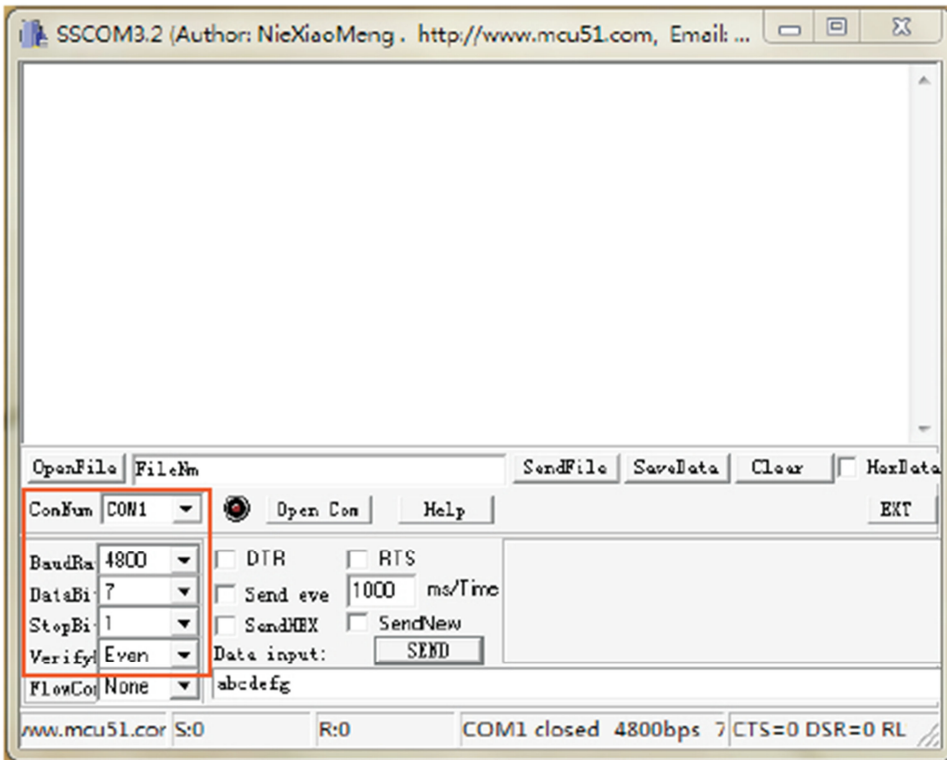 SSCOM3.2 (Author: NieXiaoMeng . http://www.mcu51.com, Email: ...
OpenFile FileNm SendFile SaveData Clear HexData
ComNum COM1 Open Com Help EXT
BaudRa 4800 DTR RTS
DataBi 7 Send eve 1000 ms/Time
StopBi 1 SendHEX SendNew
Verify Even Data input: SEND
FlowCo None abcdefg
www.mcu51.cor S:0 R:0 COM1 closed 4800bps 7 CTS=0 DSR=0 RL